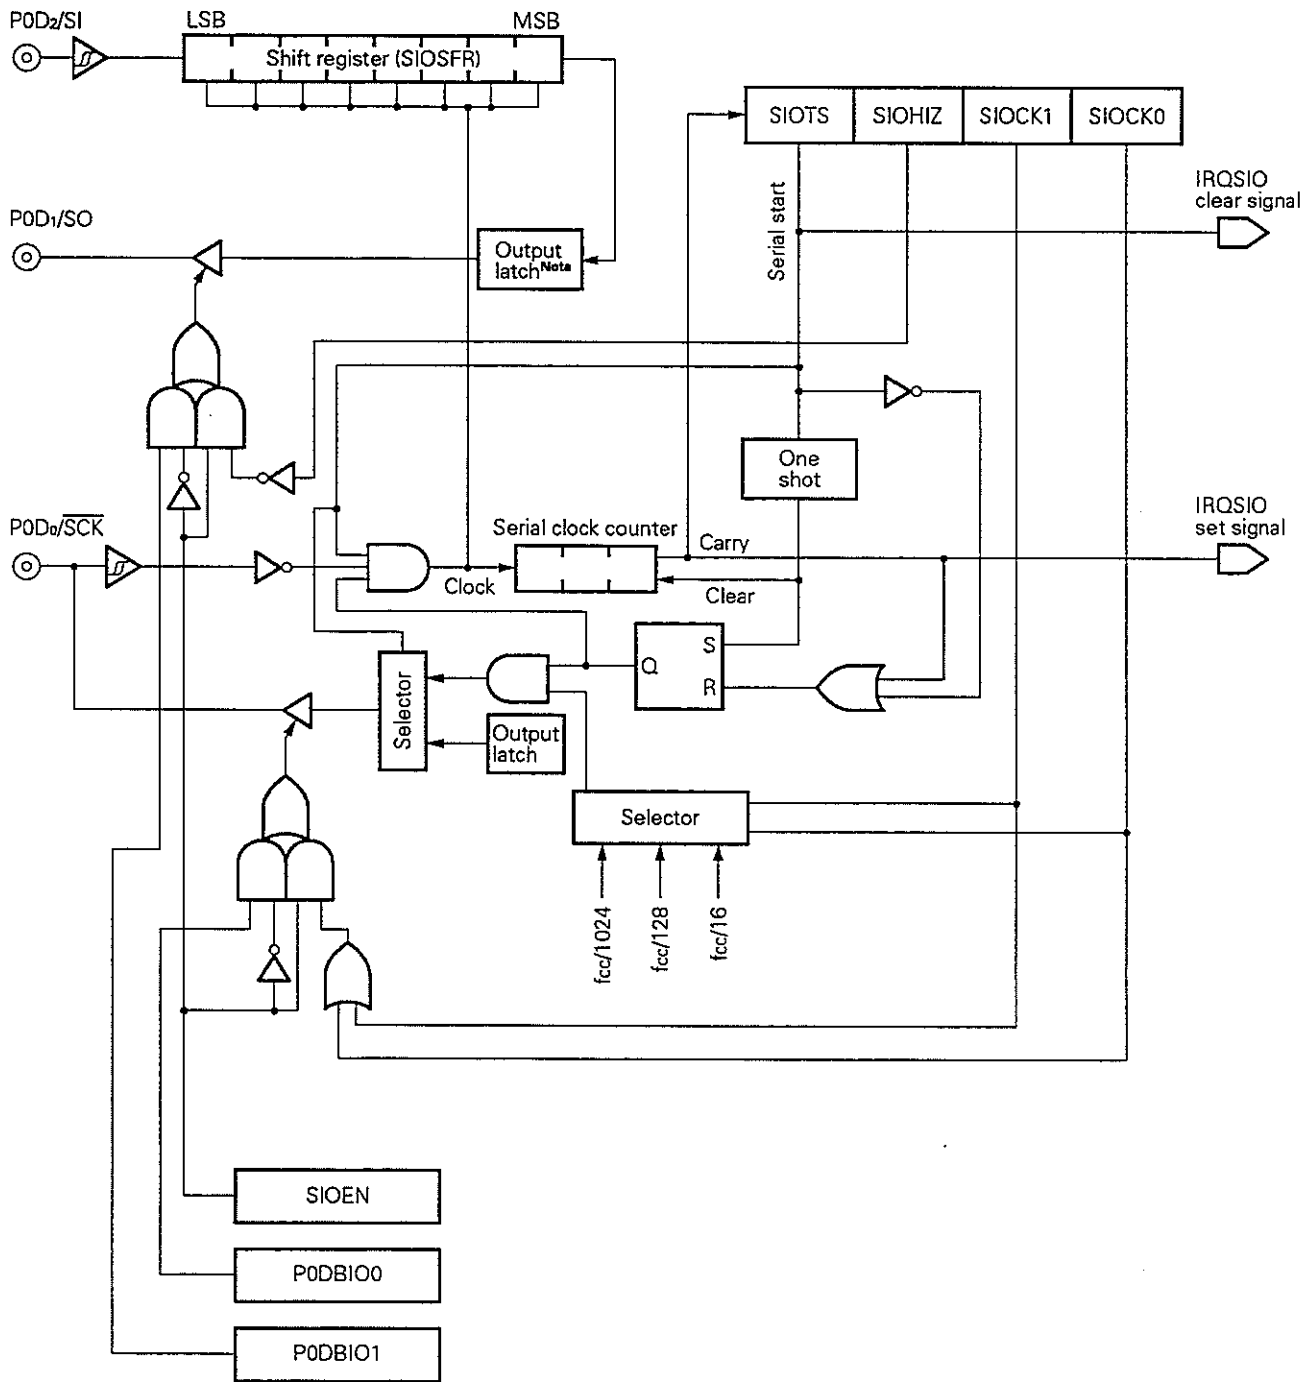 P0D₂/SI
LSB
MSB
Shift register (SIOSFR)
SIOTS
SIOHIZ
SIOCK1
SIOCK0
IRQSIO
clear signal
Serial start
P0D₁/SO
Output
latch Note
One
shot
P0D₀/S̅C̅K̅
Serial clock counter
Carry
IRQSIO
set signal
Clock
Clear
S
Q
R
Selector
Output
latch
Selector
fcc/1024
fcc/128
fcc/16
SIOEN
P0DBIO0
P0DBIO1